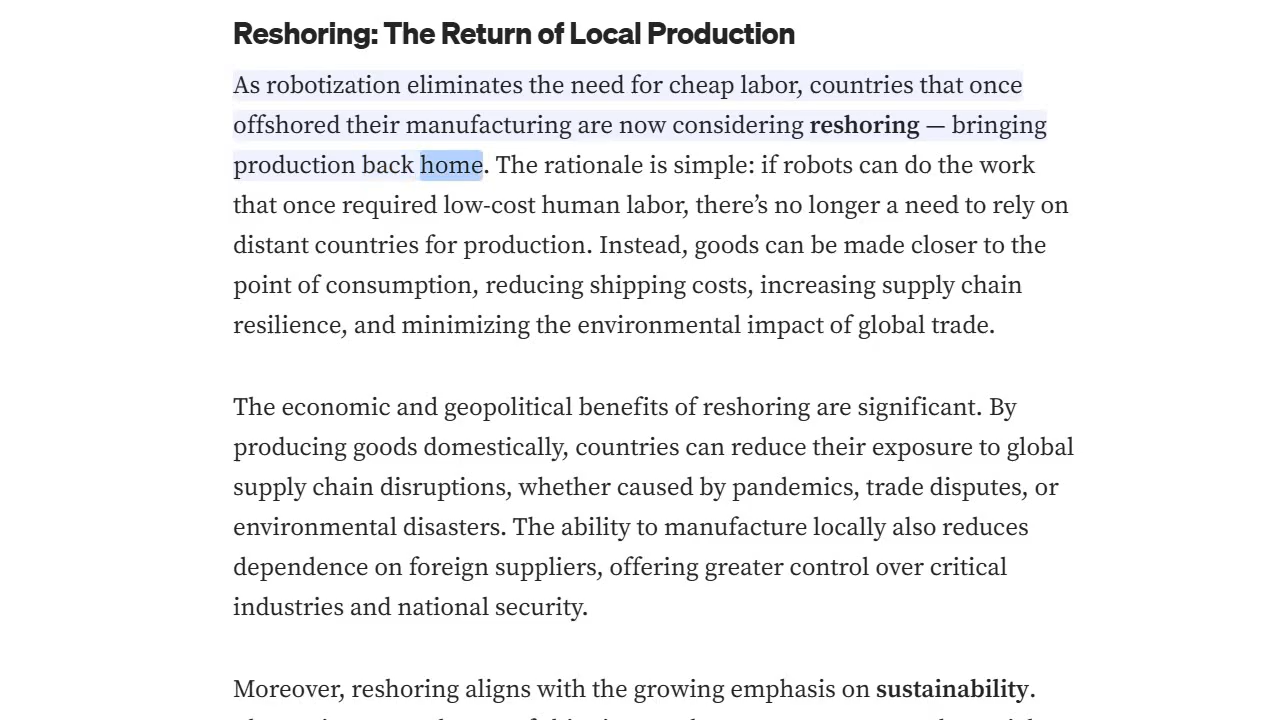 Reshoring: The Return of Local Production
As robotization eliminates the need for cheap labor, countries that once
offshored their manufacturing are now considering reshoring — bringing
production back home. The rationale is simple: if robots can do the work
that once required low-cost human labor, there’s no longer a need to rely on
distant countries for production. Instead, goods can be made closer to the
point of consumption, reducing shipping costs, increasing supply chain
resilience, and minimizing the environmental impact of global trade.
The economic and geopolitical benefits of reshoring are significant. By
producing goods domestically, countries can reduce their exposure to global
supply chain disruptions, whether caused by pandemics, trade disputes, or
environmental disasters. The ability to manufacture locally also reduces
dependence on foreign suppliers, offering greater control over critical
industries and national security.
Moreover, reshoring aligns with the growing emphasis on sustainability.